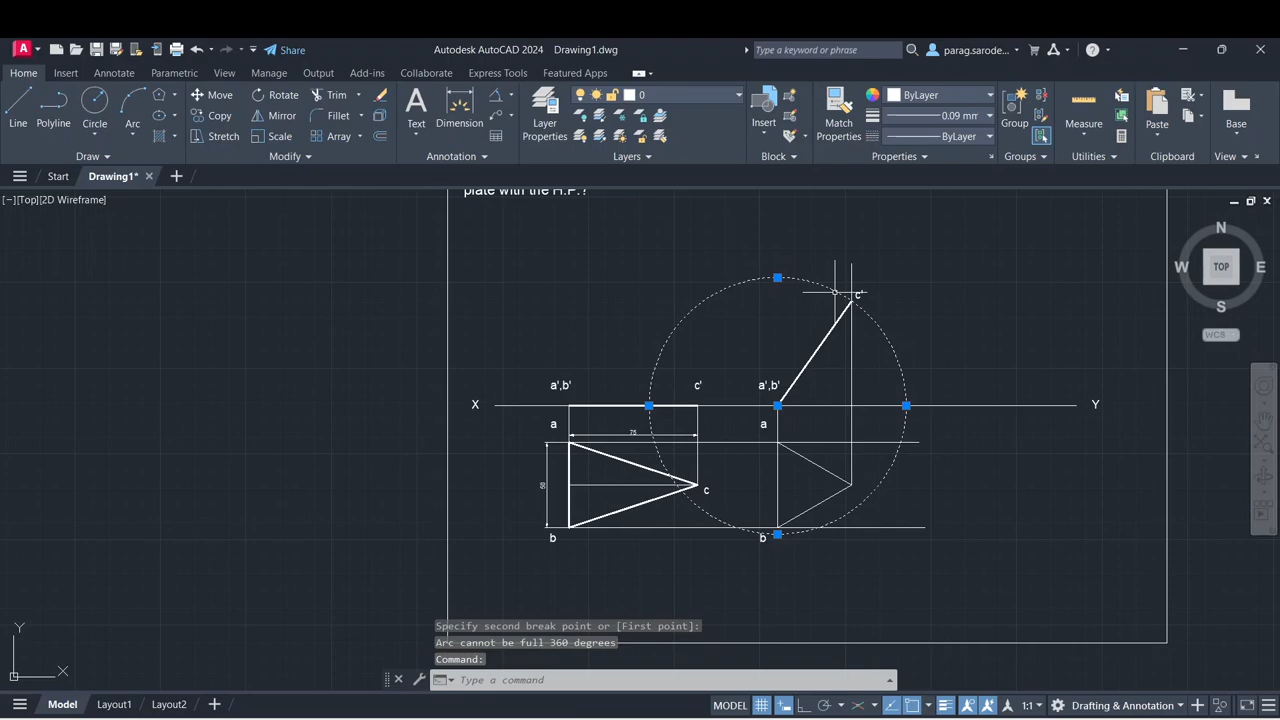 Share
Autodesk AutoCAD 2024 Drawing1.dwg
Type a keyword or phrase
parag.sarode...
Home Insert Annotate Parametric View Manage Output Add-ins Collaborate Express Tools Featured Apps
Line Polyline Circle Arc
Move Rotate Trim
Copy Mirror Fillet
Stretch Scale Array
Text Dimension
Layer Properties
0
Insert
Match Properties
ByLayer
0.09 mm
ByLayer
Group
Measure
Paste
Base
Draw Modify Annotation Layers Block Properties Groups Utilities Clipboard View
Start Drawing1*
[−][Top][2D Wireframe]
plate with the H.P.?
N
W TOP E
S
WCS
c'
a',b' c' a',b'
X Y
a a
75
50
c
b b
Specify second break point or [First point]:
Arc cannot be full 360 degrees
Command:
Type a command
Y
X
Model Layout1 Layout2
MODEL 1:1 Drafting & Annotation